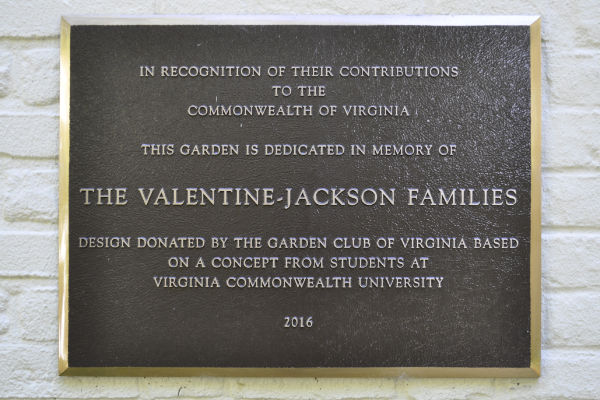 IN RECOGNITION OF THEIR CONTRIBUTIONS
TO THE
COMMONWEALTH OF VIRGINIA
THIS GARDEN IS DEDICATED IN MEMORY OF
THE VALENTINE-JACKSON FAMILIES
DESIGN DONATED BY THE GARDEN CLUB OF VIRGINIA BASED
ON A CONCEPT FROM STUDENTS AT
VIRGINIA COMMONWEALTH UNIVERSITY
2016